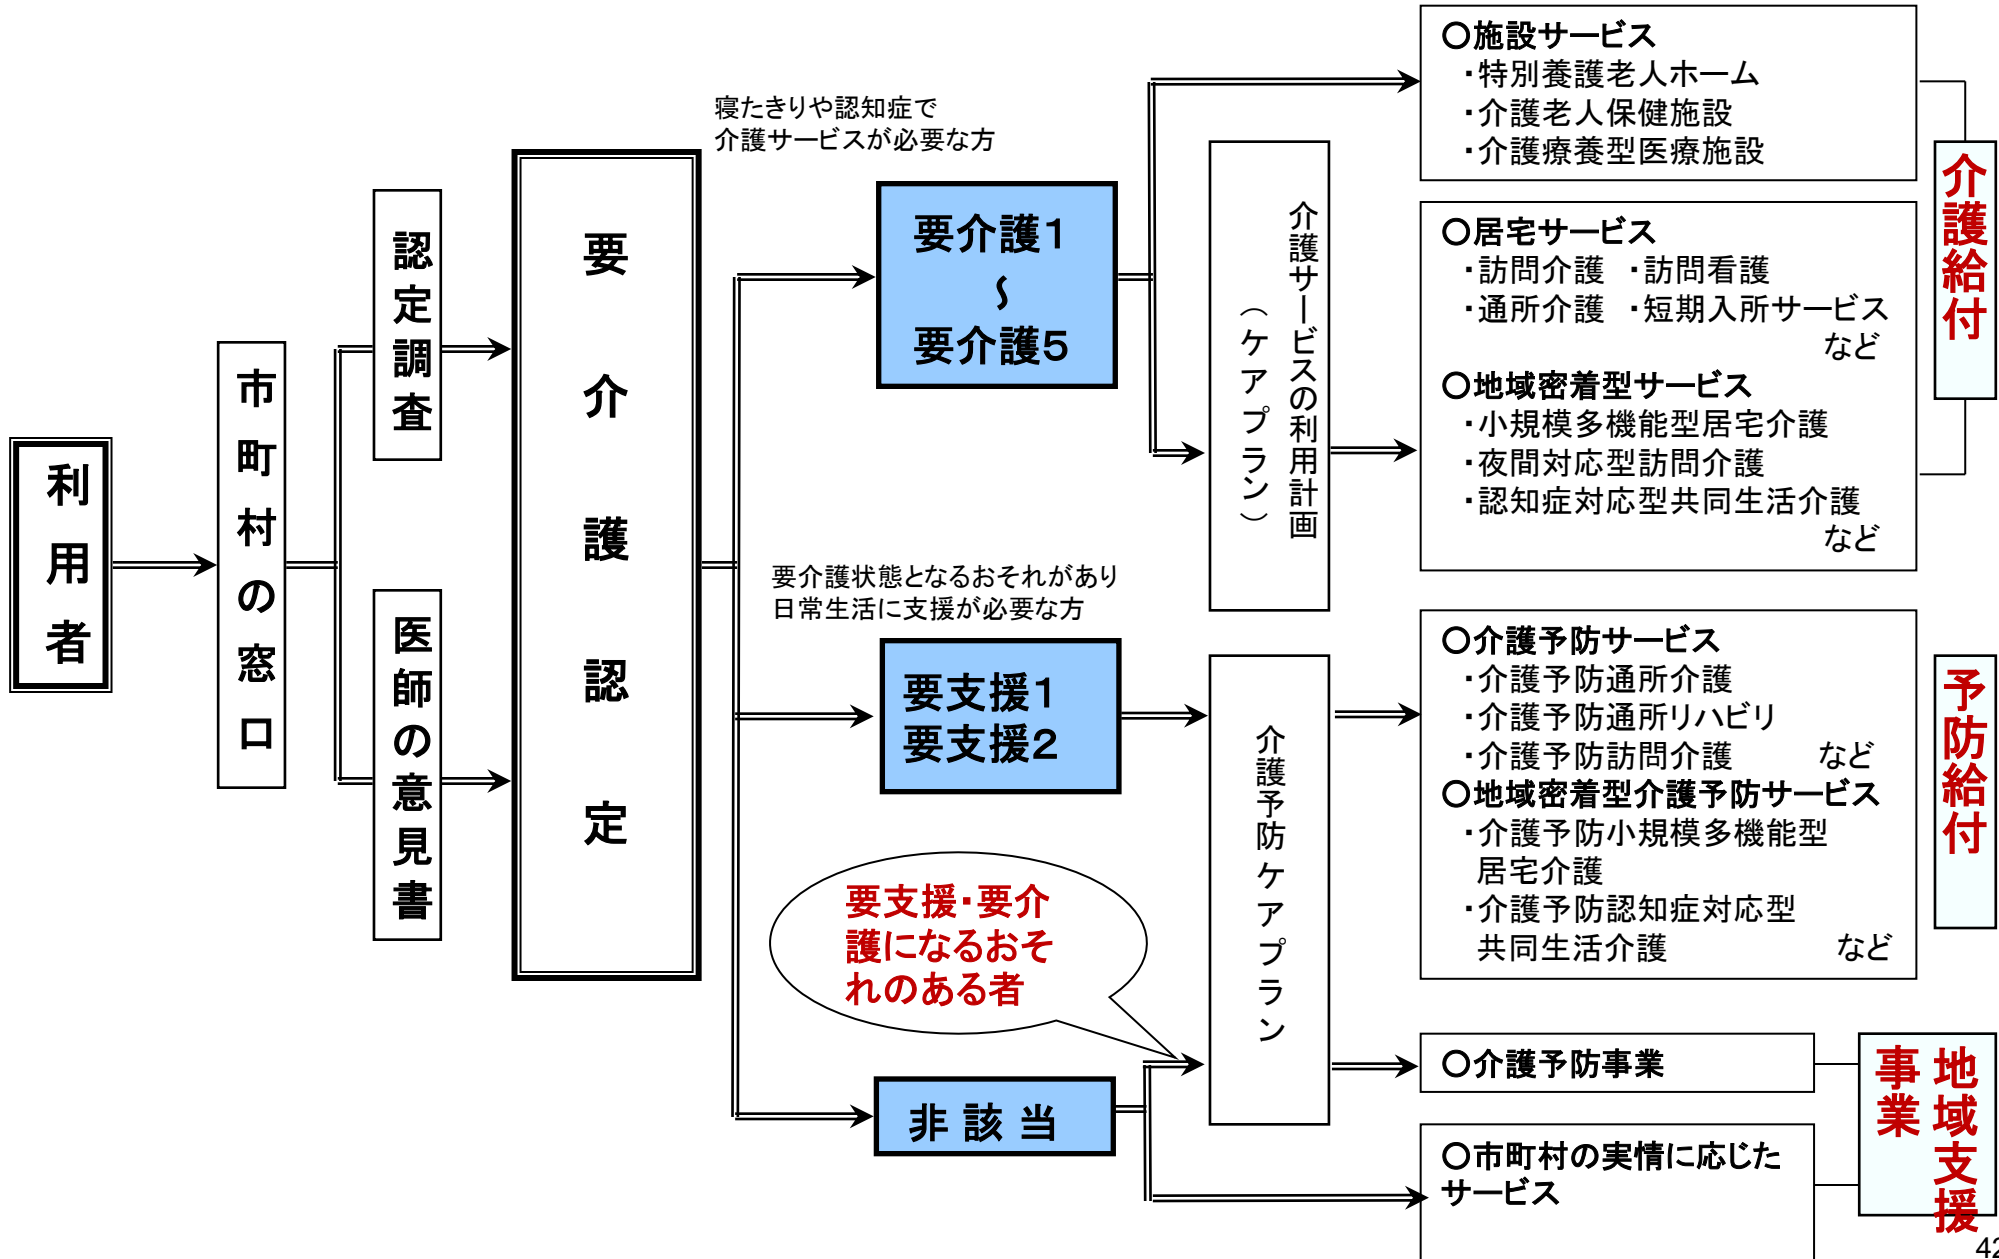 利用者
市町村の窓口
認定調査
医師の意見書
要介護認定
寝たきりや認知症で
介護サービスが必要な方
要介護1
~
要介護5
要介護状態となるおそれがあり
日常生活に支援が必要な方
要支援1
要支援2
要支援・要介
護になるおそ
れのある者
非該当
介護サービスの利用計画
（ケアプラン）
介護予防ケアプラン
○施設サービス
・特別養護老人ホーム
・介護老人保健施設
・介護療養型医療施設
○居宅サービス
・訪問介護 ・訪問看護
・通所介護 ・短期入所サービス
など
○地域密着型サービス
・小規模多機能型居宅介護
・夜間対応型訪問介護
・認知症対応型共同生活介護
など
介護給付
○介護予防サービス
・介護予防通所介護
・介護予防通所リハビリ
・介護予防訪問介護 など
○地域密着型介護予防サービス
・介護予防小規模多機能型
居宅介護
・介護予防認知症対応型
共同生活介護 など
予防給付
○介護予防事業
○市町村の実情に応じた
サービス
地域支援
事業
42